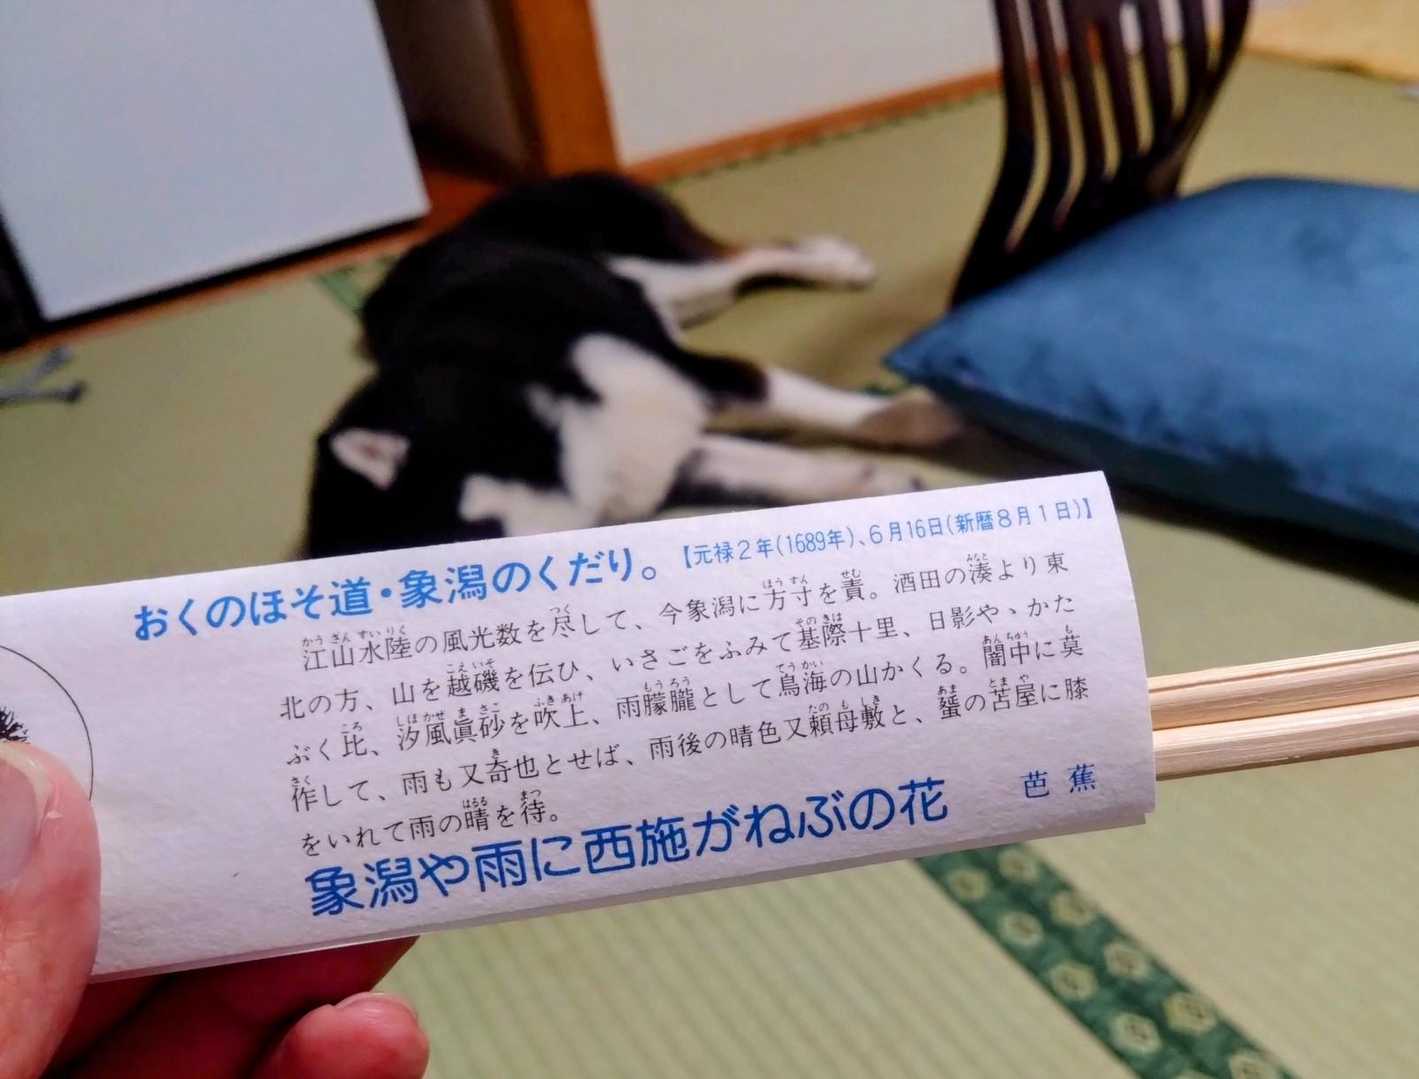 おくのほそ道・象潟のくだり。【元禄2年(1689年)、6月16日(新暦8月1日)】
江山水陸の風光数を尽して、今象潟に方寸を責。酒田の湊より東
北の方、山を越磯を伝ひ、いさごをふみて其際十里、日影や、かた
ぶく比、汐風眞砂を吹上、雨朦朧として鳥海の山かくる。闇中に莫
作して、雨も又奇也とせば、雨後の晴色又頼母敷と、蜑の苫屋に膝
をいれて雨の晴を待。
芭蕉
象潟や雨に西施がねぶの花